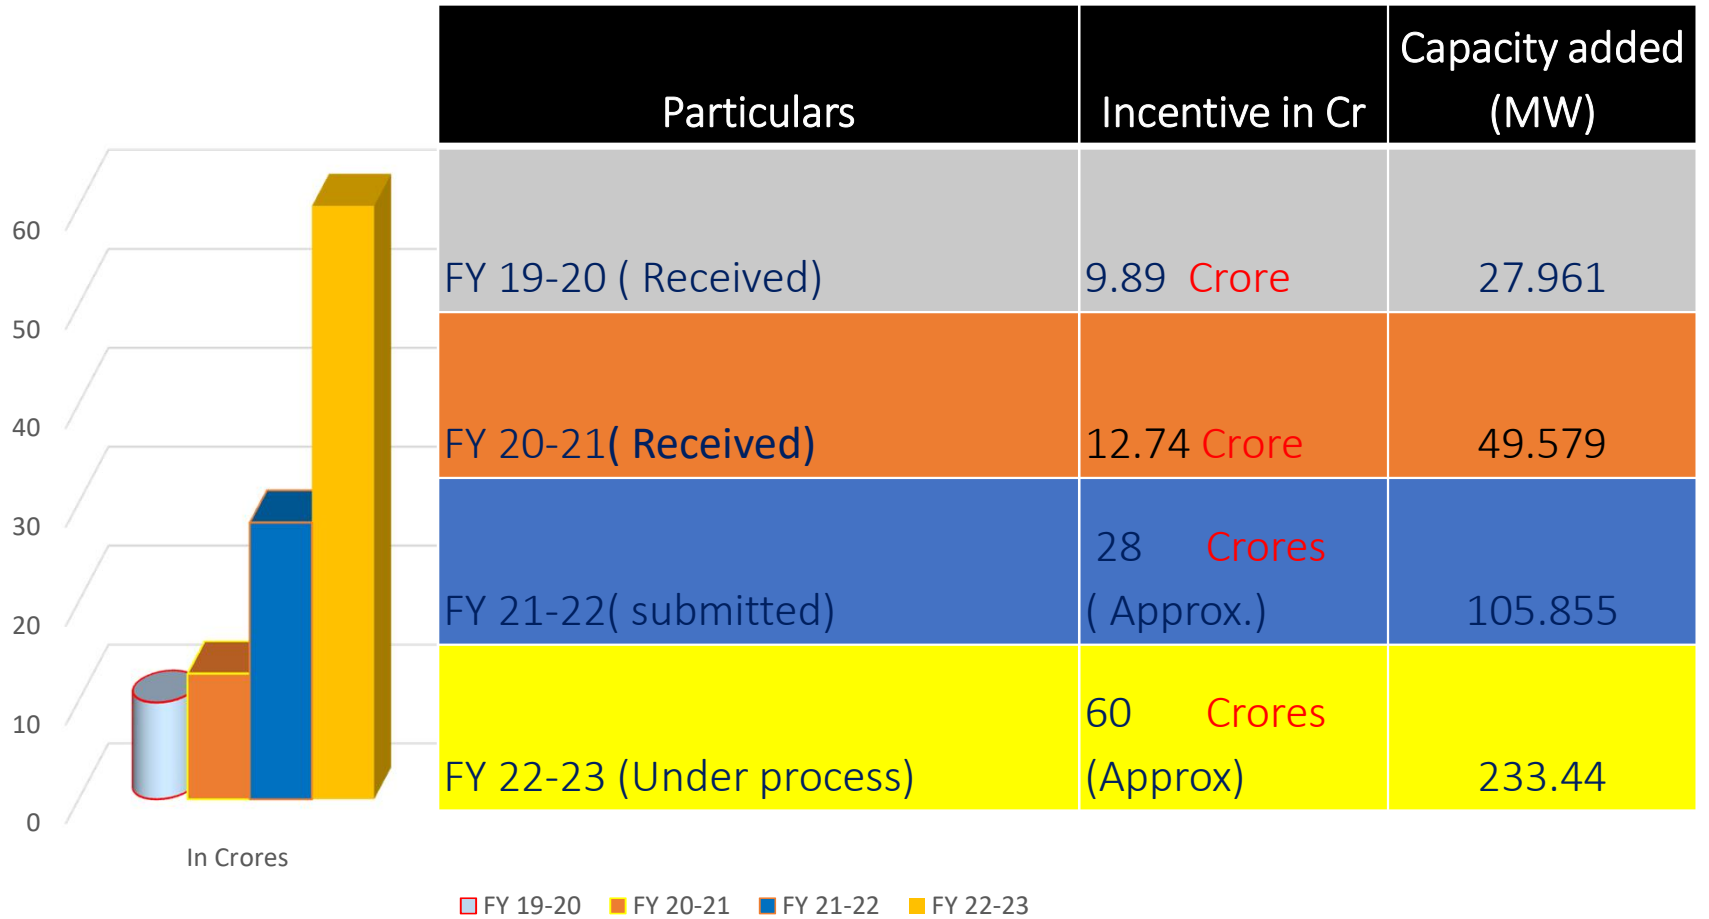 Particulars
Incentive in Cr
Capacity added
(MW)
FY 19-20 ( Received)
9.89 Crore
27.961
FY 20-21( Received)
12.74 Crore
49.579
FY 21-22( submitted)
28 Crores
( Approx.)
105.855
FY 22-23 (Under process)
60 Crores
(Approx)
233.44
60
50
40
30
20
10
0
In Crores
FY 19-20 FY 20-21 FY 21-22 FY 22-23